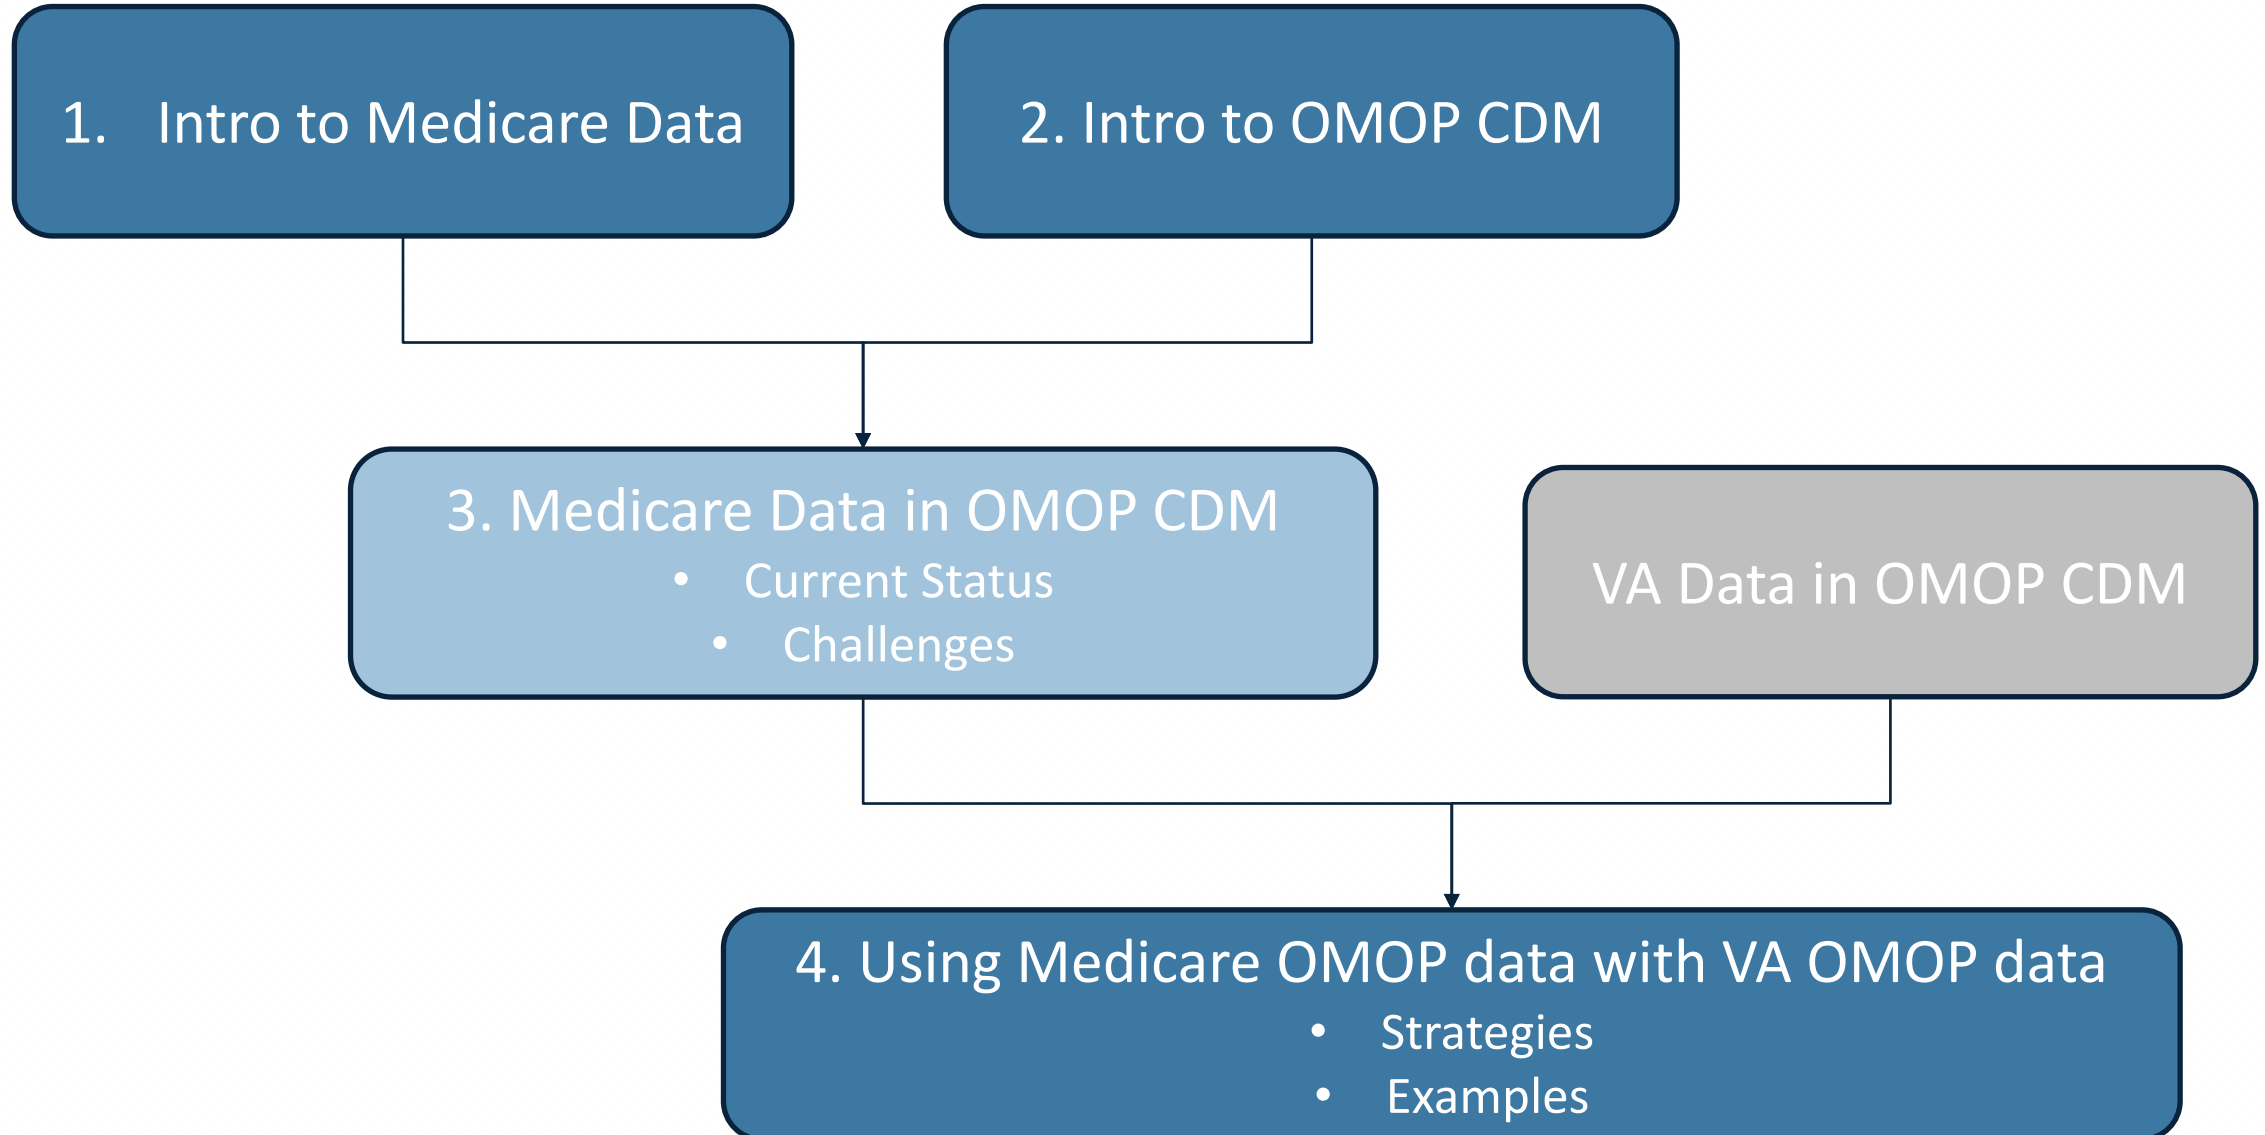 1. Intro to Medicare Data
2. Intro to OMOP CDM
3. Medicare Data in OMOP CDM
• Current Status
• Challenges
VA Data in OMOP CDM
4. Using Medicare OMOP data with VA OMOP data
• Strategies
• Examples